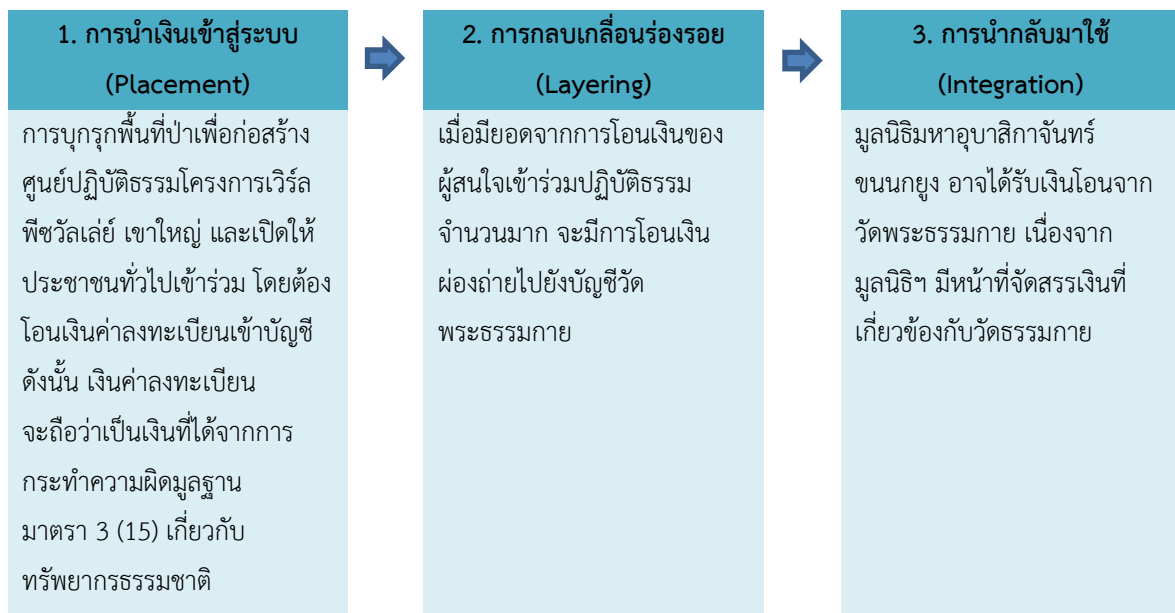 1. การนำเงินเข้าสู่ระบบ
(Placement)
การบุกรุกพื้นที่ป่าเพื่อก่อสร้าง
ศูนย์ปฏิบัติธรรมโครงการเวิร์ล
พีซวัลเล่ย์ เขาใหญ่ และเปิดให้
ประชาชนทั่วไปเข้าร่วม โดยต้อง
โอนเงินค่าลงทะเบียนเข้าบัญชี
ดังนั้น เงินค่าลงทะเบียน
จะถือว่าเป็นเงินที่ได้จากการ
กระทำความผิดมูลฐาน
มาตรา 3 (15) เกี่ยวกับ
ทรัพยากรธรรมชาติ
2. การกลบเกลื่อนร่องรอย
(Layering)
เมื่อมียอดจากการโอนเงินของ
ผู้สนใจเข้าร่วมปฏิบัติธรรม
จำนวนมาก จะมีการโอนเงิน
ผ่องถ่ายไปยังบัญชีวัด
พระธรรมกาย
3. การนำกลับมาใช้
(Integration)
มูลนิธิมหาอุบาสิกาจันทร์
ขนนกยูง อาจได้รับเงินโอนจาก
วัดพระธรรมกาย เนื่องจาก
มูลนิธิฯ มีหน้าที่จัดสรรเงินที่
เกี่ยวข้องกับวัดธรรมกาย